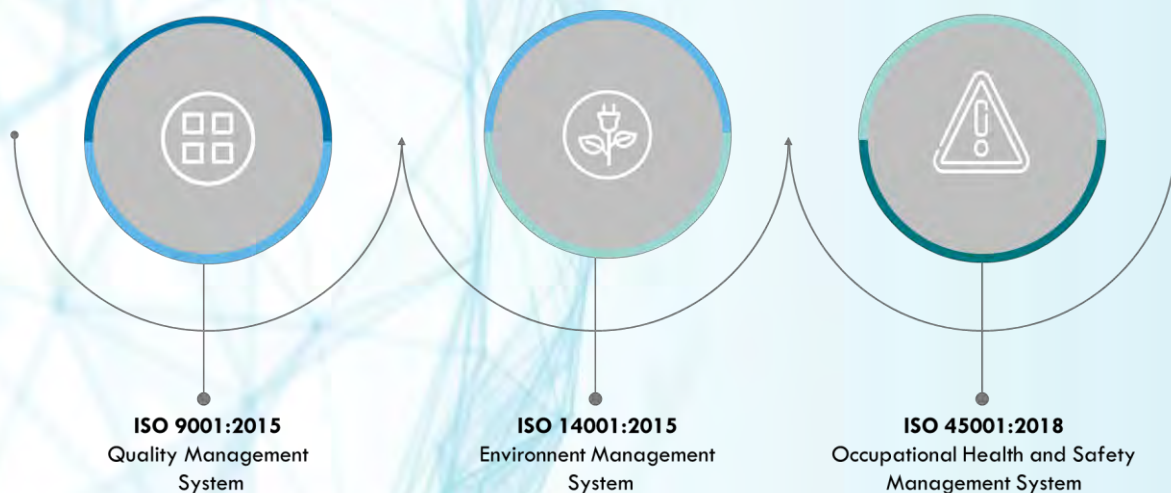 ISO 9001:2015
Quality Management
System
ISO 14001:2015
Environnent Management
System
ISO 45001:2018
Occupational Health and Safety
Management System